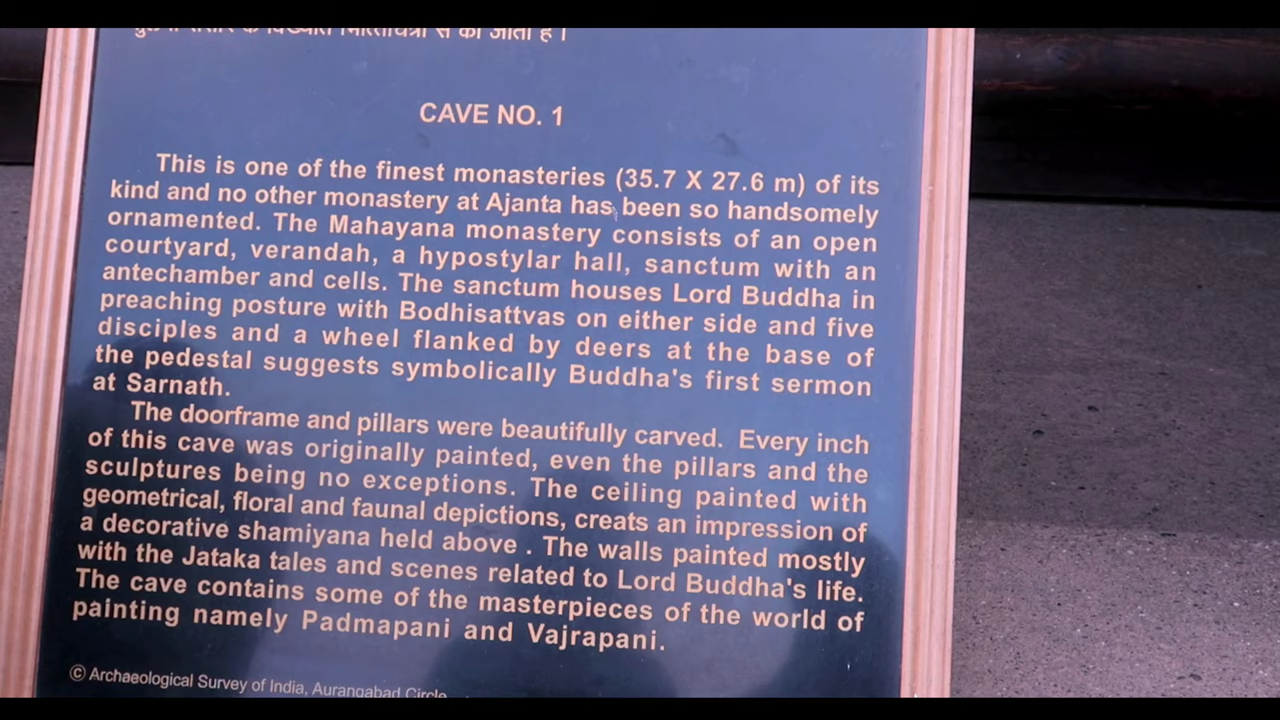 से की जाती है।
CAVE NO. 1
This is one of the finest monasteries (35.7 X 27.6 m) of its
kind and no other monastery at Ajanta has been so handsomely
ornamented. The Mahayana monastery consists of an open
courtyard, verandah, a hypostylar hall, sanctum with an
antechamber and cells. The sanctum houses Lord Buddha in
preaching posture with Bodhisattvas on either side and five
disciples and a wheel flanked by deers at the base of
the pedestal suggests symbolically Buddha's first sermon
at Sarnath.
The doorframe and pillars were beautifully carved. Every inch
of this cave was originally painted, even the pillars and the
sculptures being no exceptions. The ceiling painted with
geometrical, floral and faunal depictions, creats an impression of
a decorative shamiyana held above . The walls painted mostly
with the Jataka tales and scenes related to Lord Buddha's life.
The cave contains some of the masterpieces of the world of
painting namely Padmapani and Vajrapani.
© Archaeological Survey of India, Aurangabad Circle